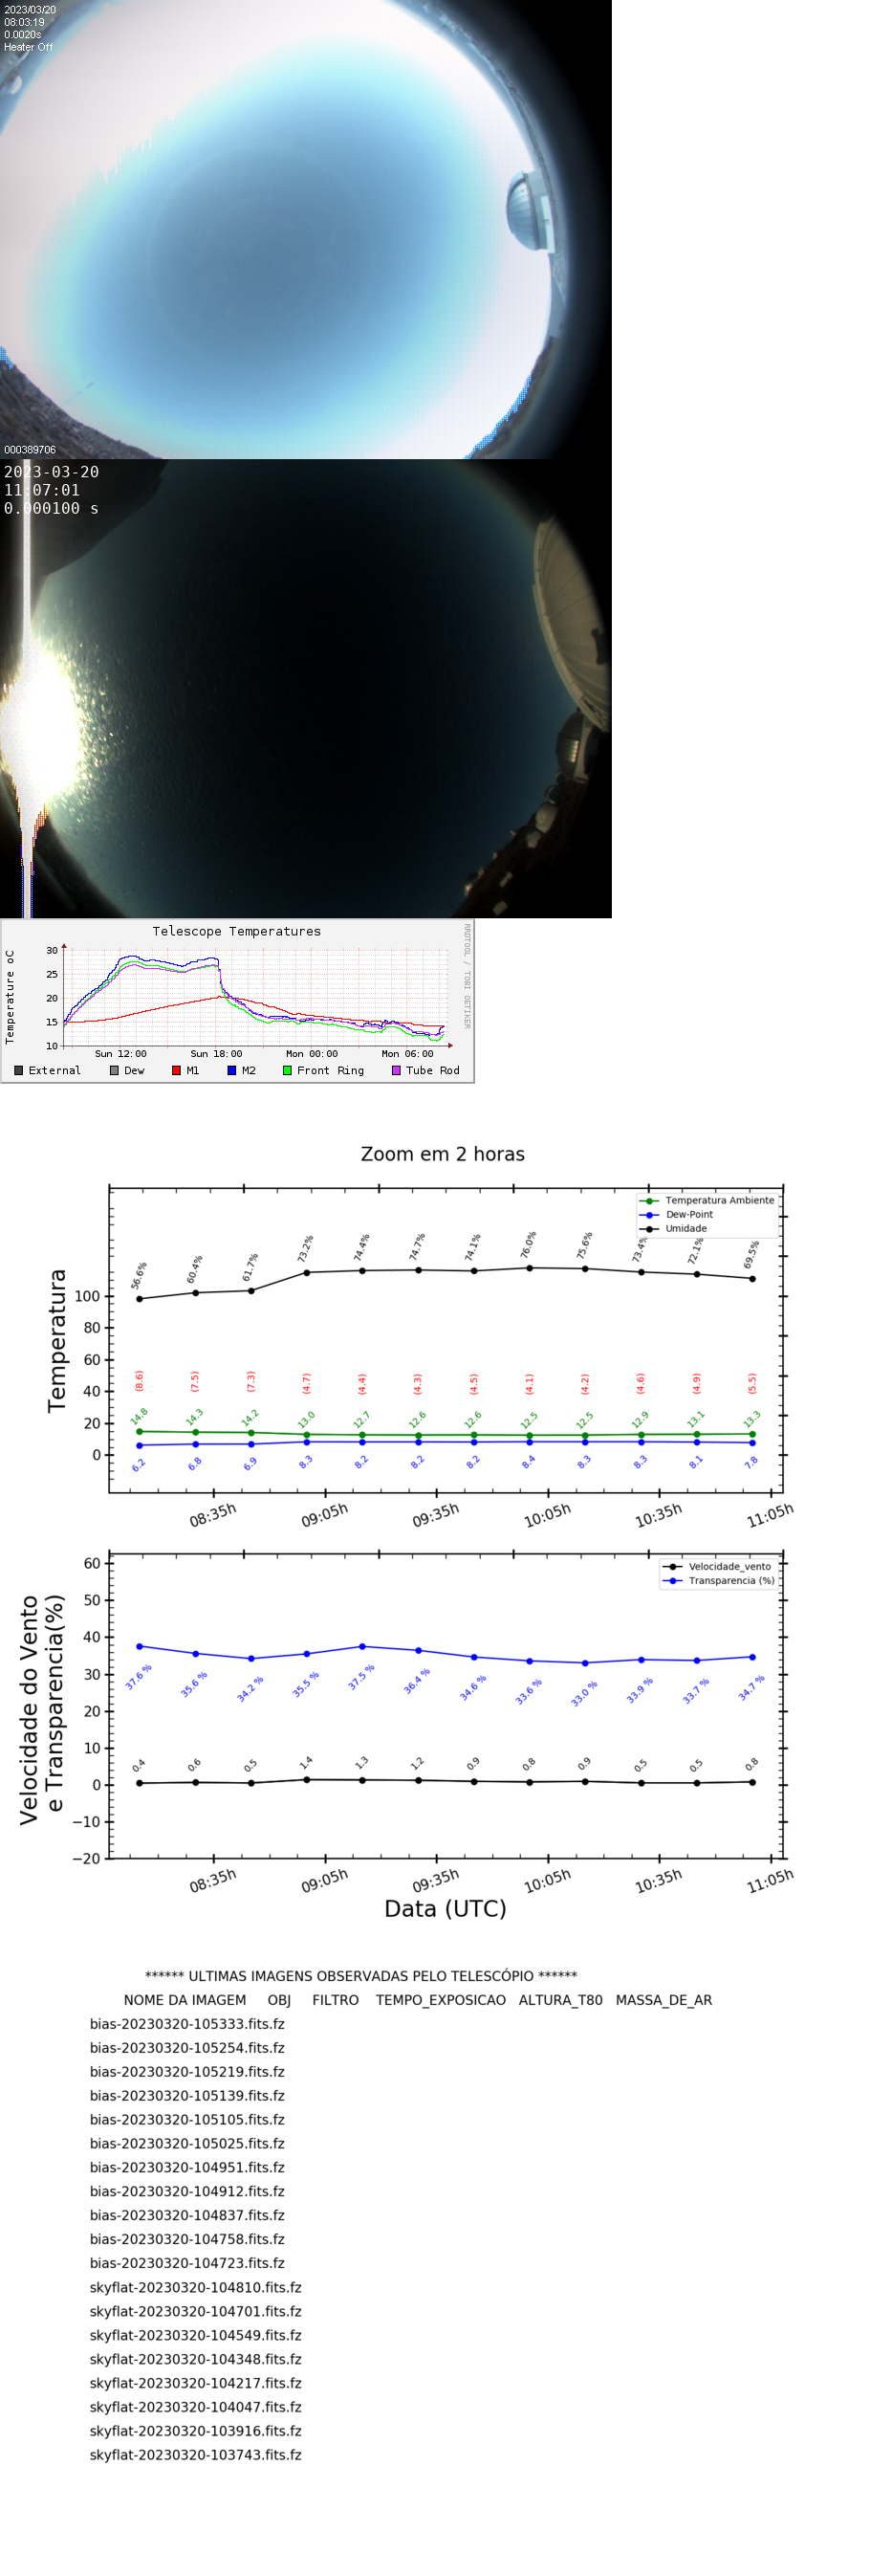 2023/03/20
08:03:19
0.0020s
Heater Off
000389706
2023-03-20
11:07:01
0.000100 s
Telescope Temperatures
RRDTOOL / TOBI OETIKER
Temperature oC
30
25
20
15
10
Sun 12:00 Sun 18:00 Mon 00:00 Mon 06:00
External Dew M1 M2 Front Ring Tube Rod
Zoom em 2 horas
Temperatura Ambiente
Dew-Point
Umidade
Temperatura
100
80
60
40
20
0
56.6% 60.4% 61.7% 73.2% 74.4% 74.7% 74.1% 76.0% 75.6% 73.4% 72.1% 69.5%
(8.6) (7.5) (7.3) (4.7) (4.4) (4.3) (4.5) (4.1) (4.2) (4.6) (4.9) (5.5)
14.8 14.3 14.2 13.0 12.7 12.6 12.6 12.5 12.5 12.9 13.1 13.3
6.2 6.8 6.9 8.3 8.2 8.2 8.2 8.4 8.3 8.3 8.1 7.8
08:35h 09:05h 09:35h 10:05h 10:35h 11:05h
Velocidade_vento
Transparencia (%)
Velocidade do Vento
e Transparencia(%)
60
50
40
30
20
10
0
−10
−20
37.6 % 35.6 % 34.2 % 35.5 % 37.5 % 36.4 % 34.6 % 33.6 % 33.0 % 33.9 % 33.7 % 34.7 %
0.4 0.6 0.5 1.4 1.3 1.2 0.9 0.8 0.9 0.5 0.5 0.8
08:35h 09:05h 09:35h 10:05h 10:35h 11:05h
Data (UTC)
****** ULTIMAS IMAGENS OBSERVADAS PELO TELESCÓPIO ******
NOME DA IMAGEM OBJ FILTRO TEMPO_EXPOSICAO ALTURA_T80 MASSA_DE_AR
bias-20230320-105333.fits.fz
bias-20230320-105254.fits.fz
bias-20230320-105219.fits.fz
bias-20230320-105139.fits.fz
bias-20230320-105105.fits.fz
bias-20230320-105025.fits.fz
bias-20230320-104951.fits.fz
bias-20230320-104912.fits.fz
bias-20230320-104837.fits.fz
bias-20230320-104758.fits.fz
bias-20230320-104723.fits.fz
skyflat-20230320-104810.fits.fz
skyflat-20230320-104701.fits.fz
skyflat-20230320-104549.fits.fz
skyflat-20230320-104348.fits.fz
skyflat-20230320-104217.fits.fz
skyflat-20230320-104047.fits.fz
skyflat-20230320-103916.fits.fz
skyflat-20230320-103743.fits.fz